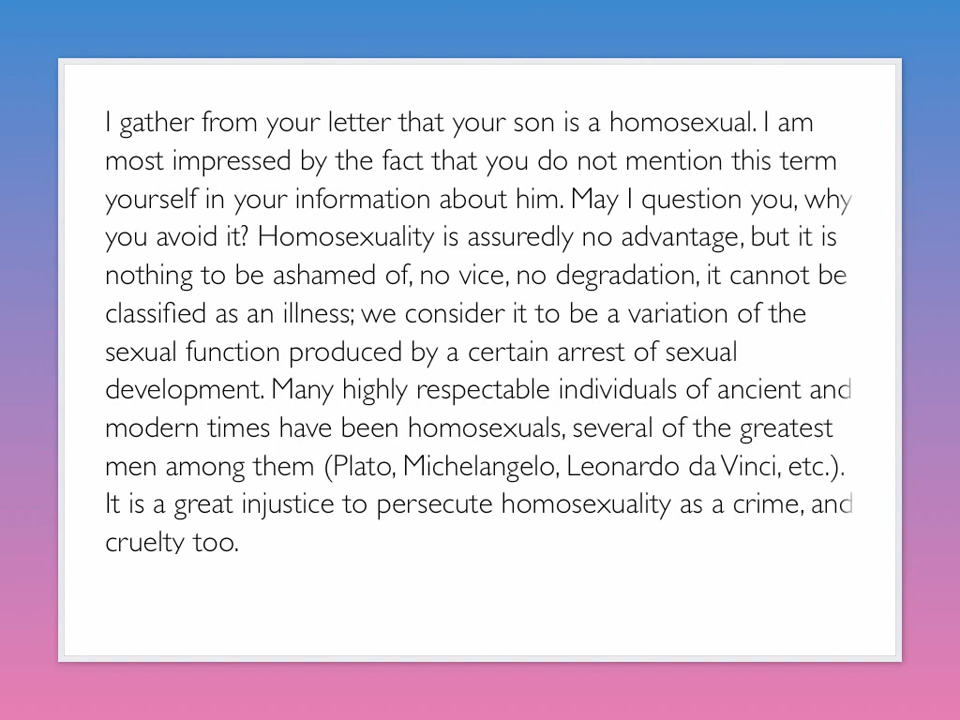 I gather from your letter that your son is a homosexual. I am
most impressed by the fact that you do not mention this term
yourself in your information about him. May I question you, why
you avoid it? Homosexuality is assuredly no advantage, but it is
nothing to be ashamed of, no vice, no degradation, it cannot be
classified as an illness; we consider it to be a variation of the
sexual function produced by a certain arrest of sexual
development. Many highly respectable individuals of ancient and
modern times have been homosexuals, several of the greatest
men among them (Plato, Michelangelo, Leonardo da Vinci, etc.).
It is a great injustice to persecute homosexuality as a crime, and
cruelty too.